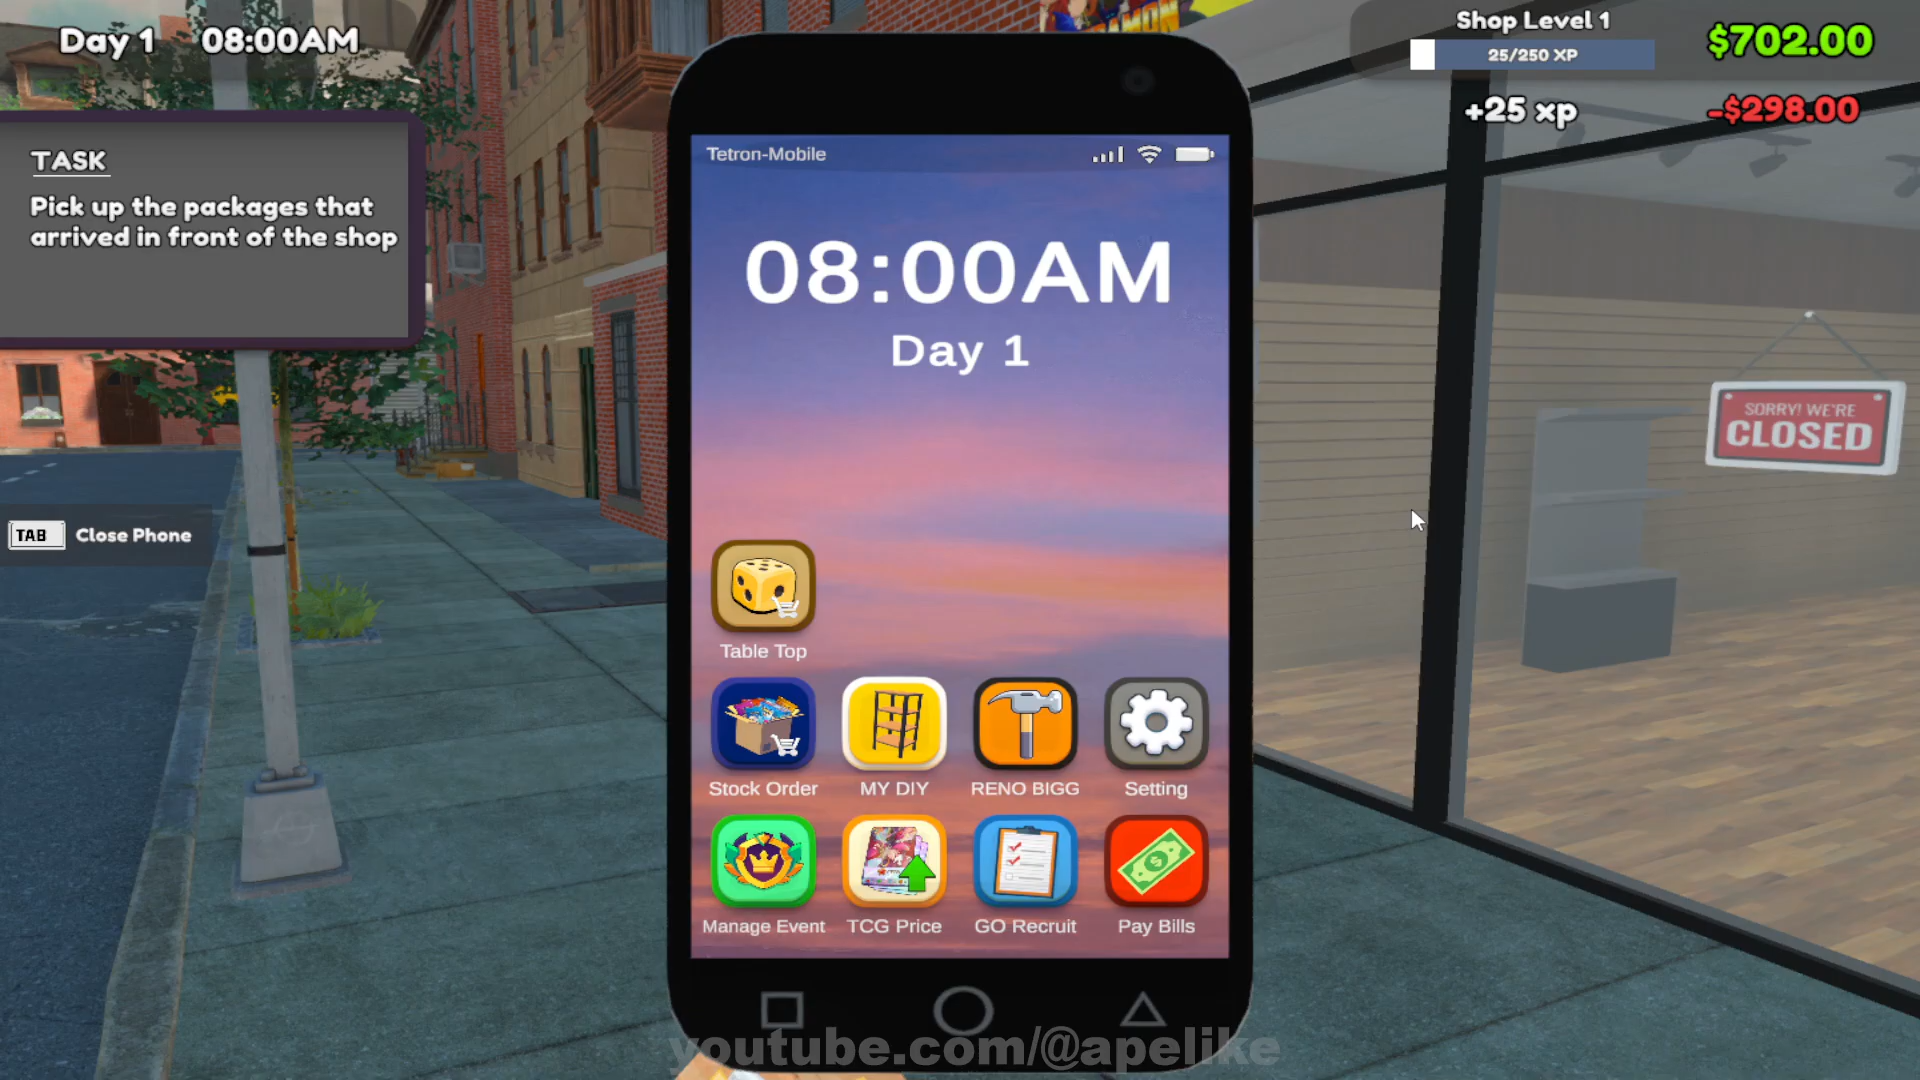 Day 1 08:00AM
Shop Level 1
25/250 XP
$702.00
+25 xp
-$298.00
TASK
Pick up the packages that
arrived in front of the shop
TAB Close Phone
Tetron-Mobile
08:00AM
Day 1
Table Top
Stock Order
MY DIY
RENO BIGG
Setting
Manage Event
TCG Price
GO Recruit
Pay Bills
SORRY! WE'RE
CLOSED
youtube.com/@apelike